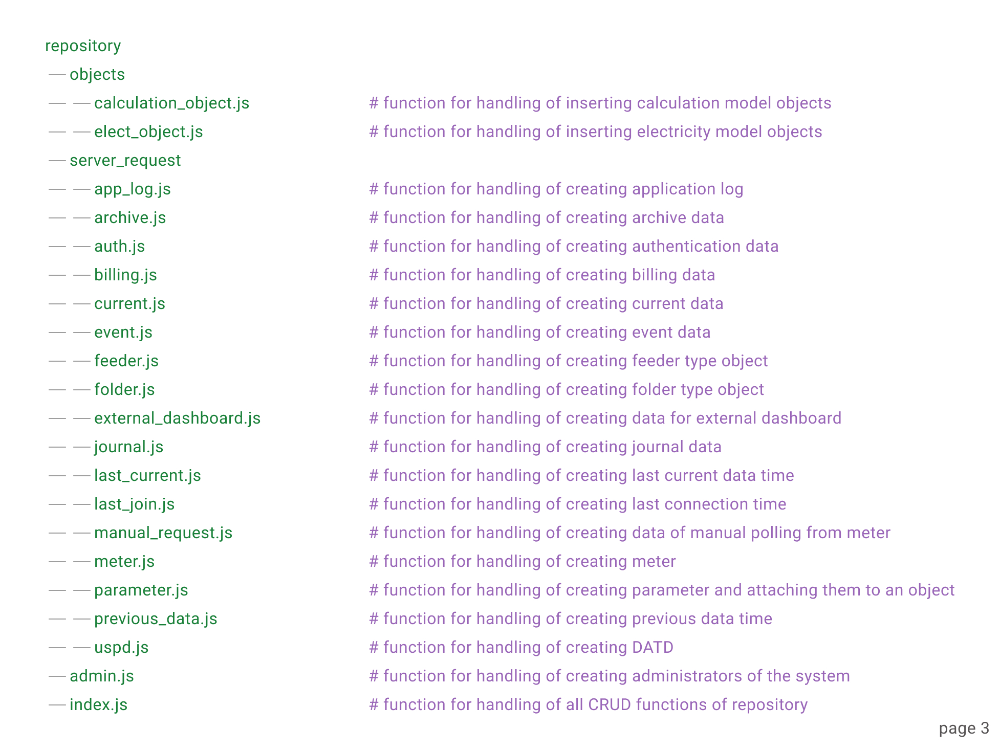 repository
— objects
— — calculation_object.js # function for handling of inserting calculation model objects
— — elect_object.js # function for handling of inserting electricity model objects
— server_request
— — app_log.js # function for handling of creating application log
— — archive.js # function for handling of creating archive data
— — auth.js # function for handling of creating authentication data
— — billing.js # function for handling of creating billing data
— — current.js # function for handling of creating current data
— — event.js # function for handling of creating event data
— — feeder.js # function for handling of creating feeder type object
— — folder.js # function for handling of creating folder type object
— — external_dashboard.js # function for handling of creating data for external dashboard
— — journal.js # function for handling of creating journal data
— — last_current.js # function for handling of creating last current data time
— — last_join.js # function for handling of creating last connection time
— — manual_request.js # function for handling of creating data of manual polling from meter
— — meter.js # function for handling of creating meter
— — parameter.js # function for handling of creating parameter and attaching them to an object
— — previous_data.js # function for handling of creating previous data time
— — uspd.js # function for handling of creating DATD
— admin.js # function for handling of creating administrators of the system
— index.js # function for handling of all CRUD functions of repository
page 3